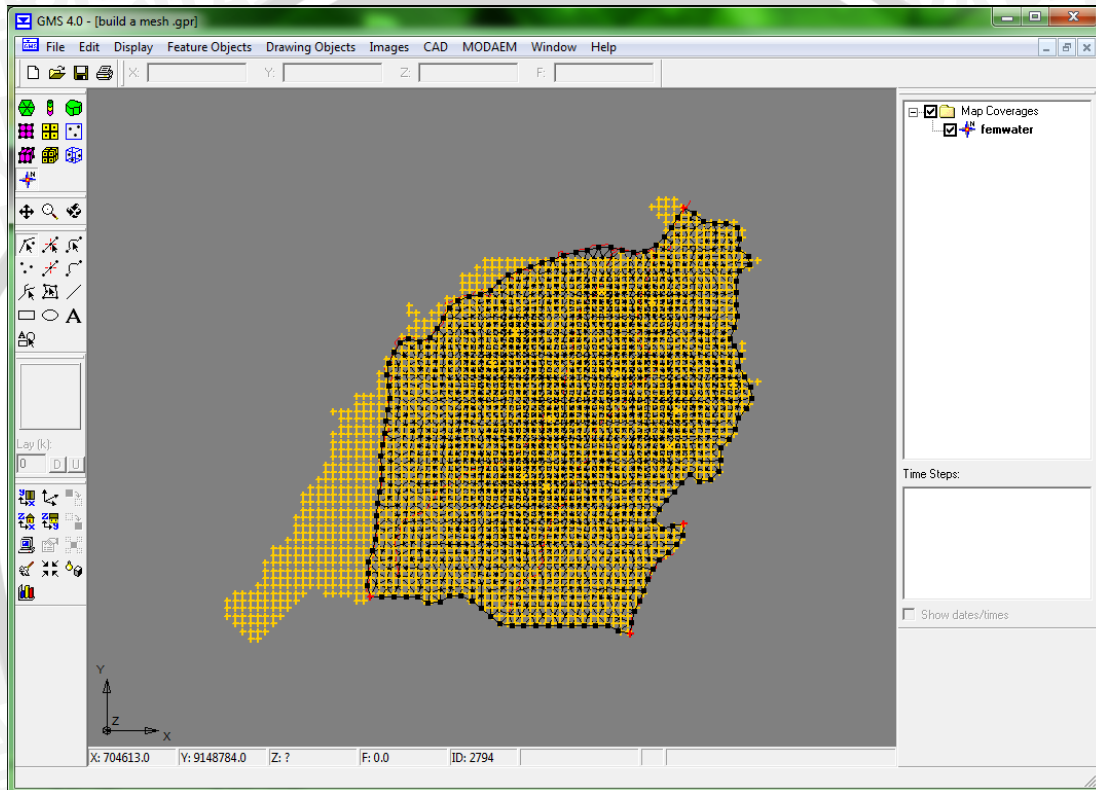 GMS 4.0 - [build a mesh .gpr]
File Edit Display Feature Objects Drawing Objects Images CAD MODAEM Window Help
X: Y: Z: F:
Map Coverages
femwater
A
Lay (k):
0 D U
Time Steps:
Show dates/times
Y
Z
X
X: 704613.0 Y: 9148784.0 Z: ? F: 0.0 ID: 2794